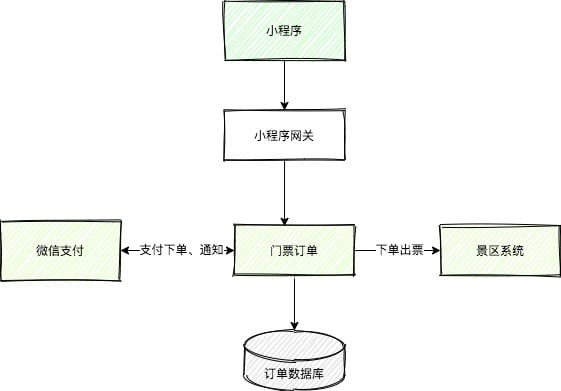 小程序
小程序网关
微信支付
支付下单、通知
门票订单
下单出票
景区系统
订单数据库